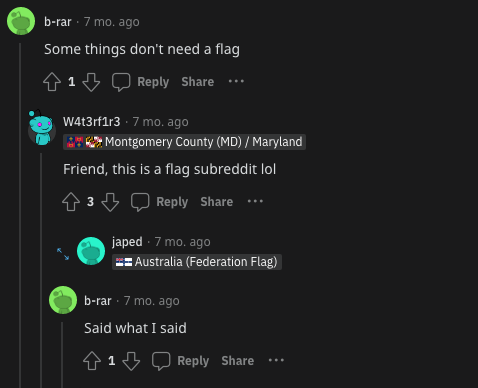 b-rar · 7 mo. ago
Some things don't need a flag
1 Reply Share ···
W4t3rf1r3 · 7 mo. ago
Montgomery County (MD) / Maryland
Friend, this is a flag subreddit lol
3 Reply Share ···
japed · 7 mo. ago
Australia (Federation Flag)
b-rar · 7 mo. ago
Said what I said
1 Reply Share ···